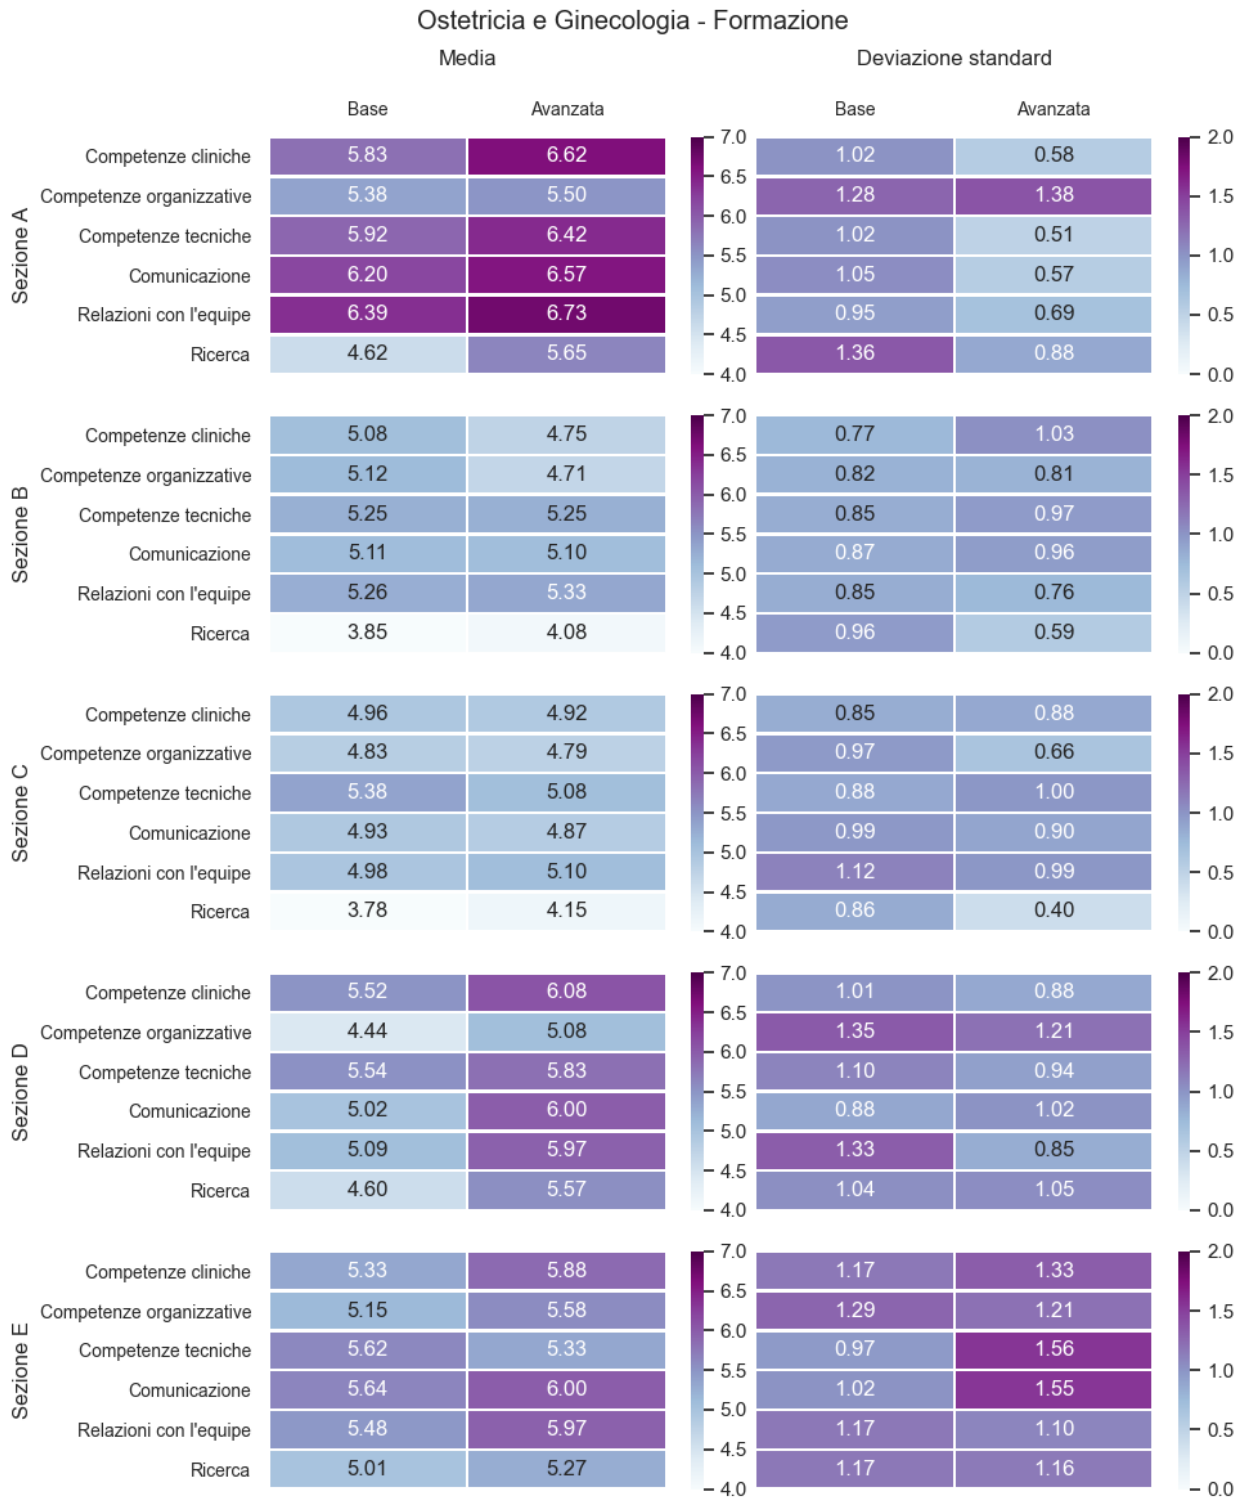 Ostetricia e Ginecologia - Formazione
Media Deviazione standard
Base Avanzata Base Avanzata
Sezione A
Competenze cliniche 5.83 6.62 1.02 0.58
Competenze organizzative 5.38 5.50 1.28 1.38
Competenze tecniche 5.92 6.42 1.02 0.51
Comunicazione 6.20 6.57 1.05 0.57
Relazioni con l'equipe 6.39 6.73 0.95 0.69
Ricerca 4.62 5.65 1.36 0.88
7.0 6.5 6.0 5.5 5.0 4.5 4.0
2.0 1.5 1.0 0.5 0.0
Sezione B
Competenze cliniche 5.08 4.75 0.77 1.03
Competenze organizzative 5.12 4.71 0.82 0.81
Competenze tecniche 5.25 5.25 0.85 0.97
Comunicazione 5.11 5.10 0.87 0.96
Relazioni con l'equipe 5.26 5.33 0.85 0.76
Ricerca 3.85 4.08 0.96 0.59
7.0 6.5 6.0 5.5 5.0 4.5 4.0
2.0 1.5 1.0 0.5 0.0
Sezione C
Competenze cliniche 4.96 4.92 0.85 0.88
Competenze organizzative 4.83 4.79 0.97 0.66
Competenze tecniche 5.38 5.08 0.88 1.00
Comunicazione 4.93 4.87 0.99 0.90
Relazioni con l'equipe 4.98 5.10 1.12 0.99
Ricerca 3.78 4.15 0.86 0.40
7.0 6.5 6.0 5.5 5.0 4.5 4.0
2.0 1.5 1.0 0.5 0.0
Sezione D
Competenze cliniche 5.52 6.08 1.01 0.88
Competenze organizzative 4.44 5.08 1.35 1.21
Competenze tecniche 5.54 5.83 1.10 0.94
Comunicazione 5.02 6.00 0.88 1.02
Relazioni con l'equipe 5.09 5.97 1.33 0.85
Ricerca 4.60 5.57 1.04 1.05
7.0 6.5 6.0 5.5 5.0 4.5 4.0
2.0 1.5 1.0 0.5 0.0
Sezione E
Competenze cliniche 5.33 5.88 1.17 1.33
Competenze organizzative 5.15 5.58 1.29 1.21
Competenze tecniche 5.62 5.33 0.97 1.56
Comunicazione 5.64 6.00 1.02 1.55
Relazioni con l'equipe 5.48 5.97 1.17 1.10
Ricerca 5.01 5.27 1.17 1.16
7.0 6.5 6.0 5.5 5.0 4.5 4.0
2.0 1.5 1.0 0.5 0.0